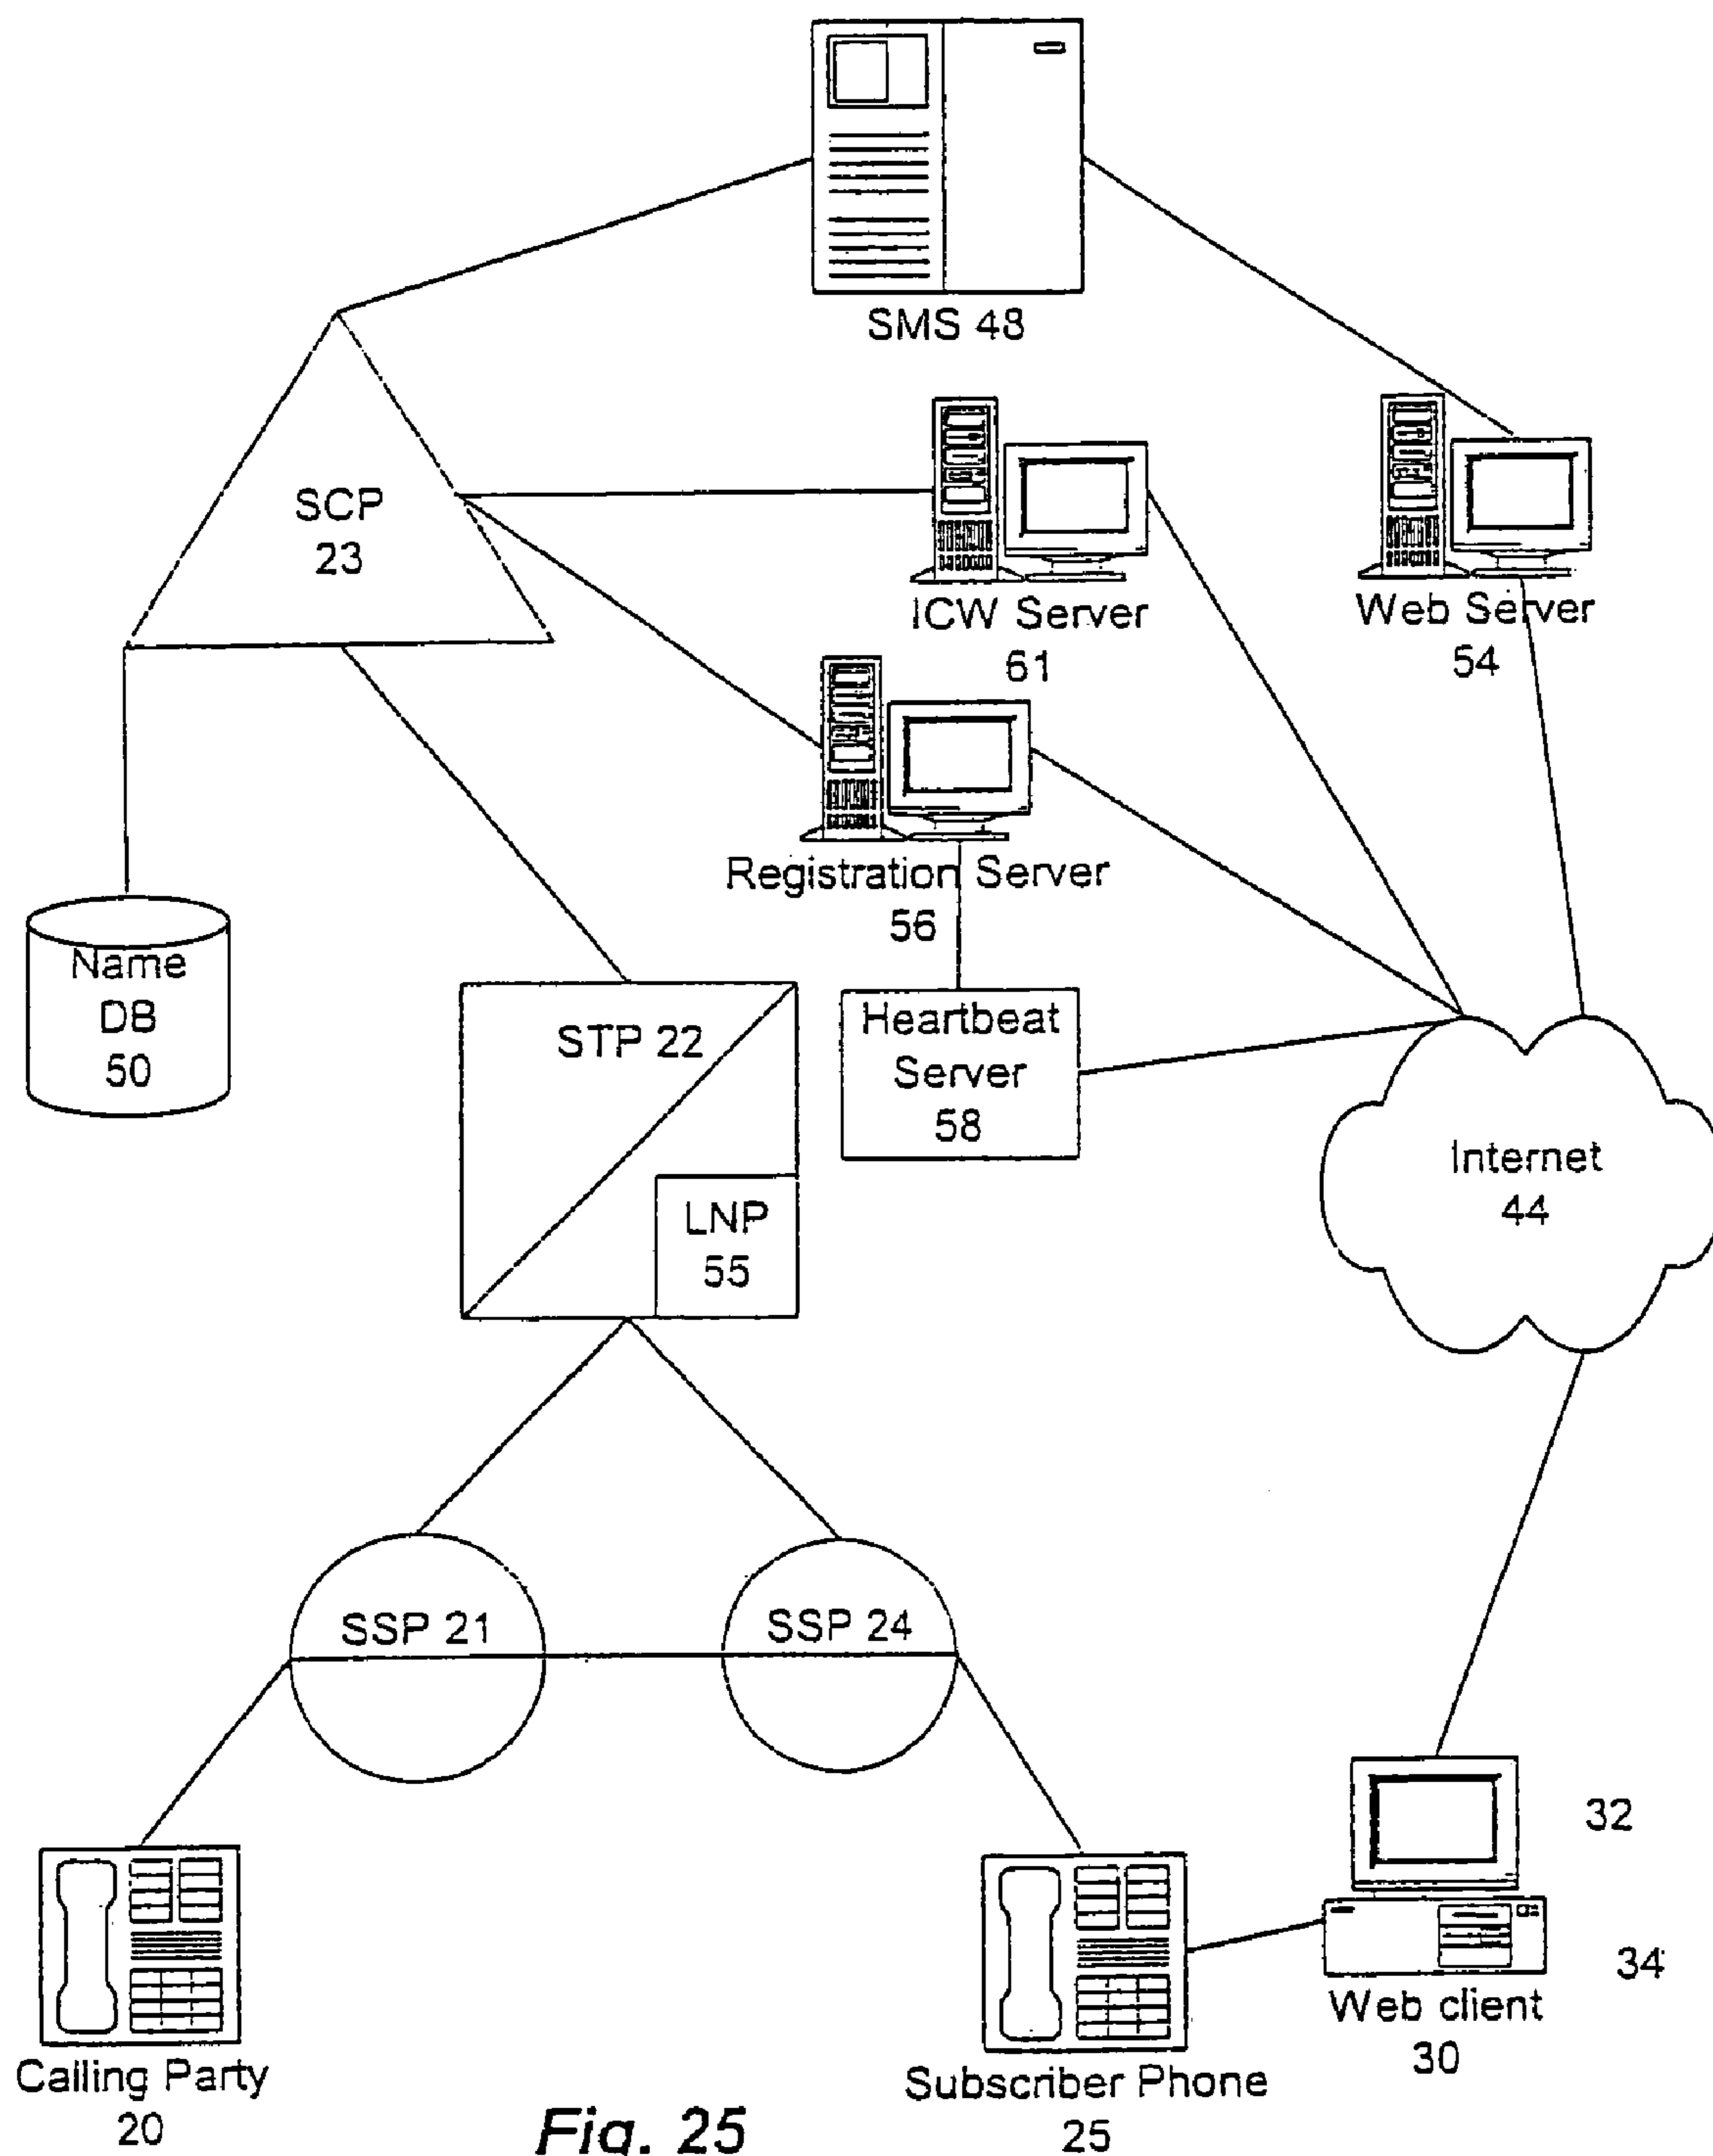 SMS 48
SCP
23
ICW Server
61
Web Server
54
Registration Server
56
Name
DB
50
STP 22
Heartbeat
Server
58
LNP
55
Internet
44
SSP 21
SSP 24
32
34
Web client
30
Calling Party
20
Subscriber Phone
25
Fig. 25